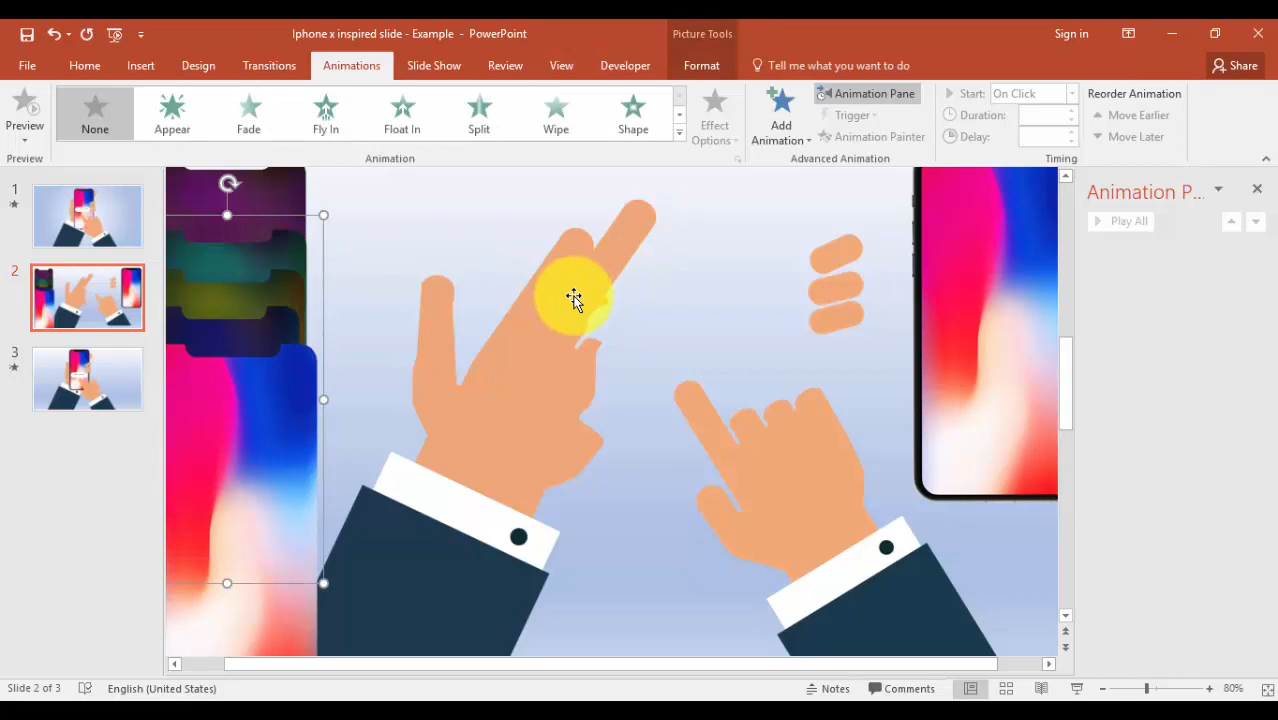 Iphone x inspired slide - Example - PowerPoint
Picture Tools
Sign in
File Home Insert Design Transitions Animations Slide Show Review View Developer Format Tell me what you want to do Share
Preview
None Appear Fade Fly In Float In Split Wipe Shape
Effect Options
Add Animation
Animation Pane
Trigger
Animation Painter
Start: On Click
Duration:
Delay:
Reorder Animation
Move Earlier
Move Later
Preview Animation Advanced Animation Timing
1
2
3
Animation P...
Play All
Slide 2 of 3 English (United States) Notes Comments 80%